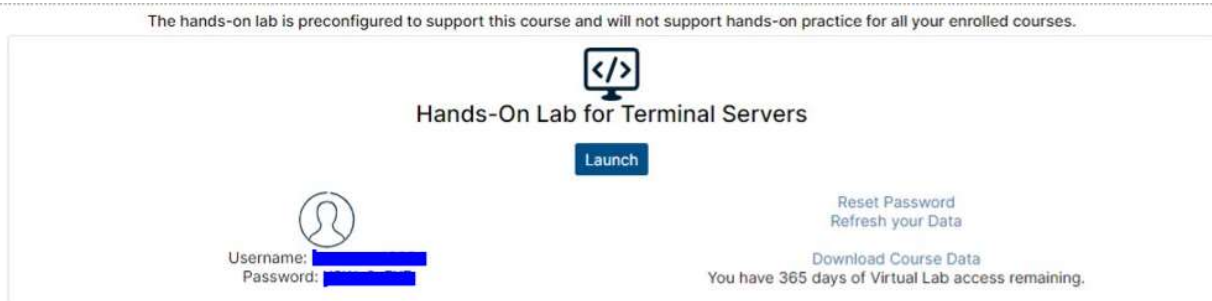 The hands-on lab is preconfigured to support this course and will not support hands-on practice for all your enrolled courses.
</>
Hands-On Lab for Terminal Servers
Launch
Reset Password
Refresh your Data
Username:
Password:
Download Course Data
You have 365 days of Virtual Lab access remaining.